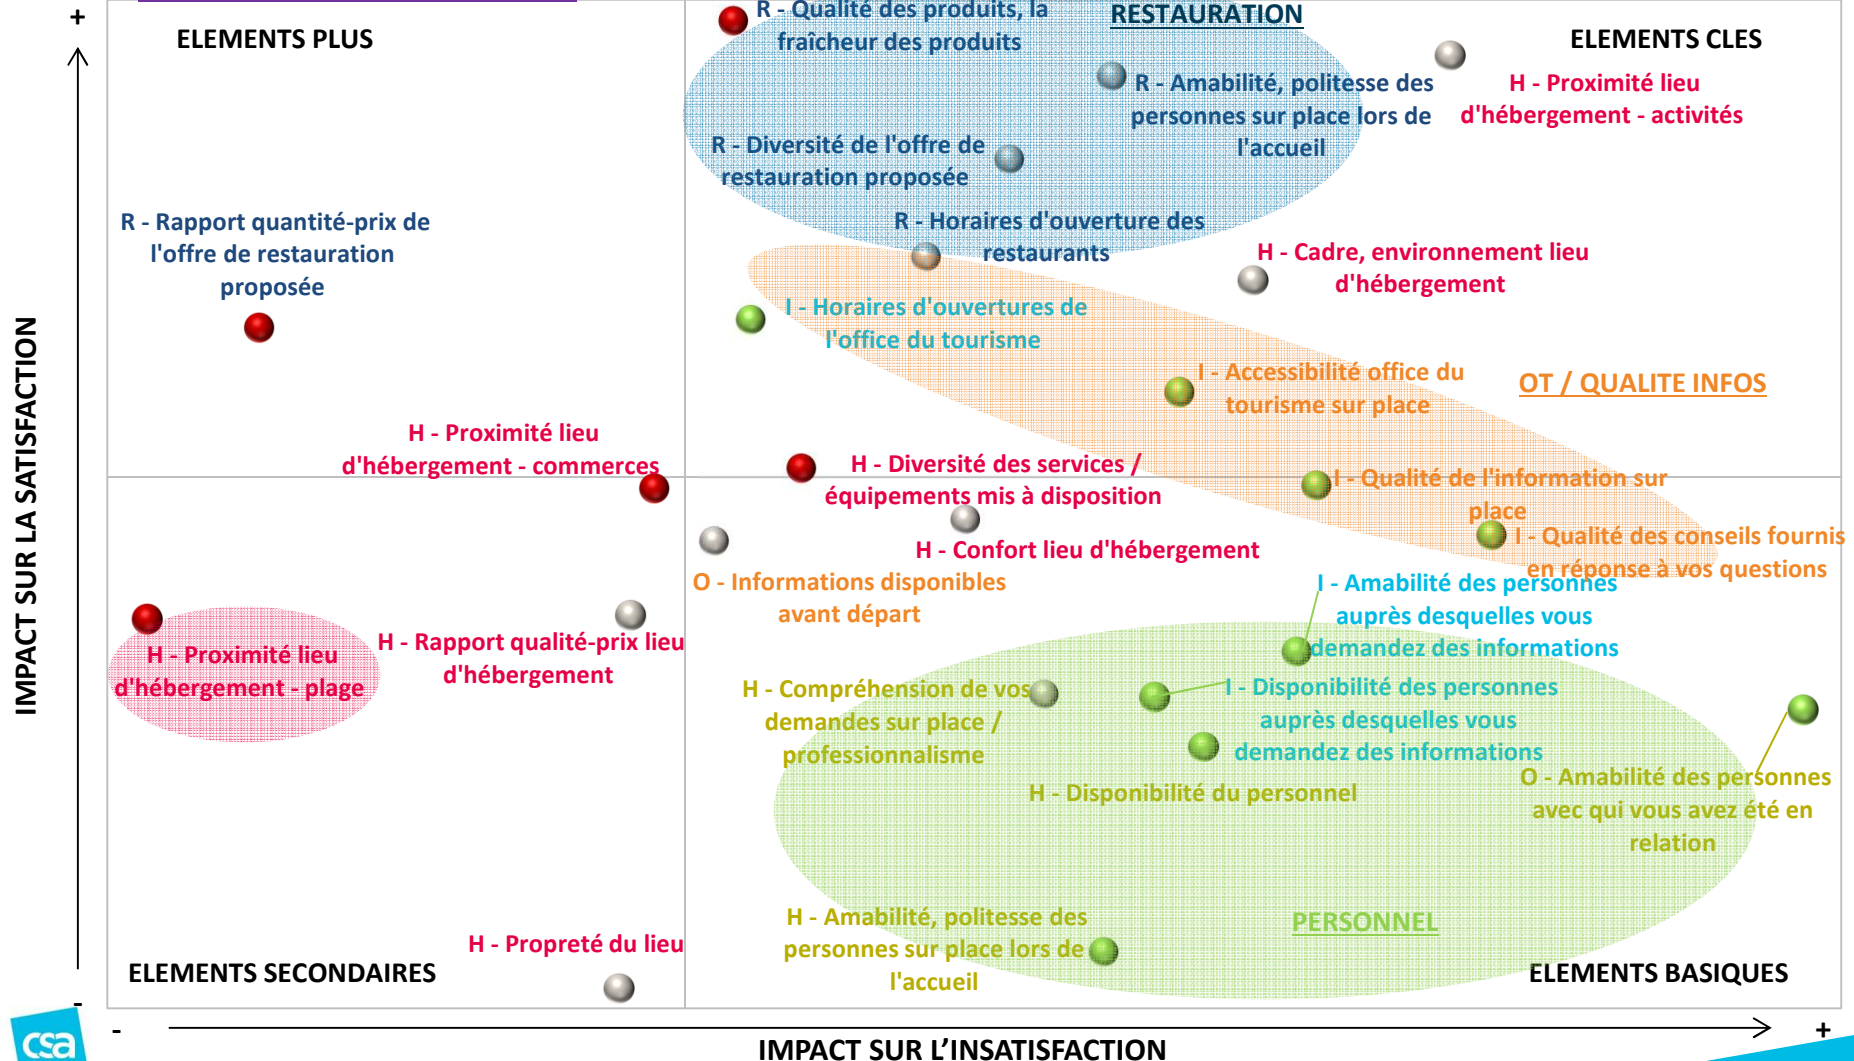 +
ELEMENTS PLUS
R - Qualité des produits, la
fraîcheur des produits
RESTAURATION
ELEMENTS CLES
R - Amabilité, politesse des
personnes sur place lors de
l'accueil
H - Proximité lieu
d'hébergement - activités
R - Diversité de l'offre de
restauration proposée
R - Rapport quantité-prix de
l'offre de restauration
proposée
R - Horaires d'ouverture des
restaurants
H - Cadre, environnement lieu
d'hébergement
I - Horaires d'ouvertures de
l'office du tourisme
I - Accessibilité office du
tourisme sur place
OT / QUALITE INFOS
H - Proximité lieu
d'hébergement - commerces
H - Diversité des services /
équipements mis à disposition
I - Qualité de l'information sur
place
H - Confort lieu d'hébergement
I - Qualité des conseils fournis
en réponse à vos questions
O - Informations disponibles
avant départ
I - Amabilité des personnes
auprès desquelles vous
demandez des informations
H - Proximité lieu
d'hébergement - plage
H - Rapport qualité-prix lieu
d'hébergement
H - Compréhension de vos
demandes sur place /
professionnalisme
I - Disponibilité des personnes
auprès desquelles vous
demandez des informations
H - Disponibilité du personnel
O - Amabilité des personnes
avec qui vous avez été en
relation
H - Amabilité, politesse des
personnes sur place lors de
l'accueil
PERSONNEL
H - Propreté du lieu
ELEMENTS SECONDAIRES
ELEMENTS BASIQUES
IMPACT SUR LA SATISFACTION
-
-
+
IMPACT SUR L'INSATISFACTION
csa